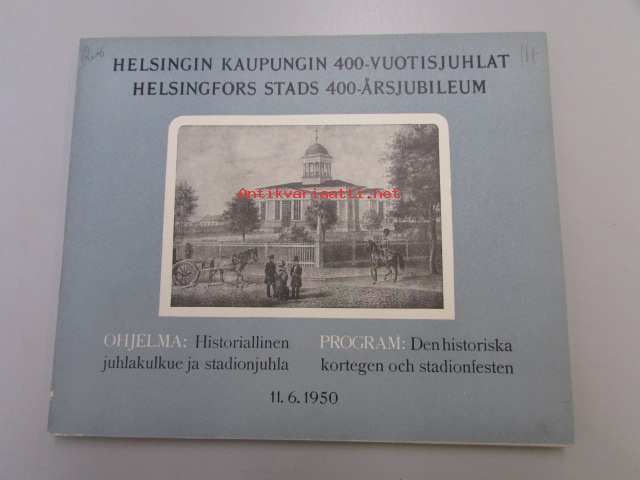 HELSINGIN KAUPUNGIN 400-VUOTISJUHLAT
HELSINGFORS STADS 400-ÅRSJUBILEUM
Antikvariaatti.net
OHJELMA: Historiallinen
juhlakulkue ja stadionjuhla
PROGRAM: Den historiska
kortegen och stadionfesten
11.6.1950